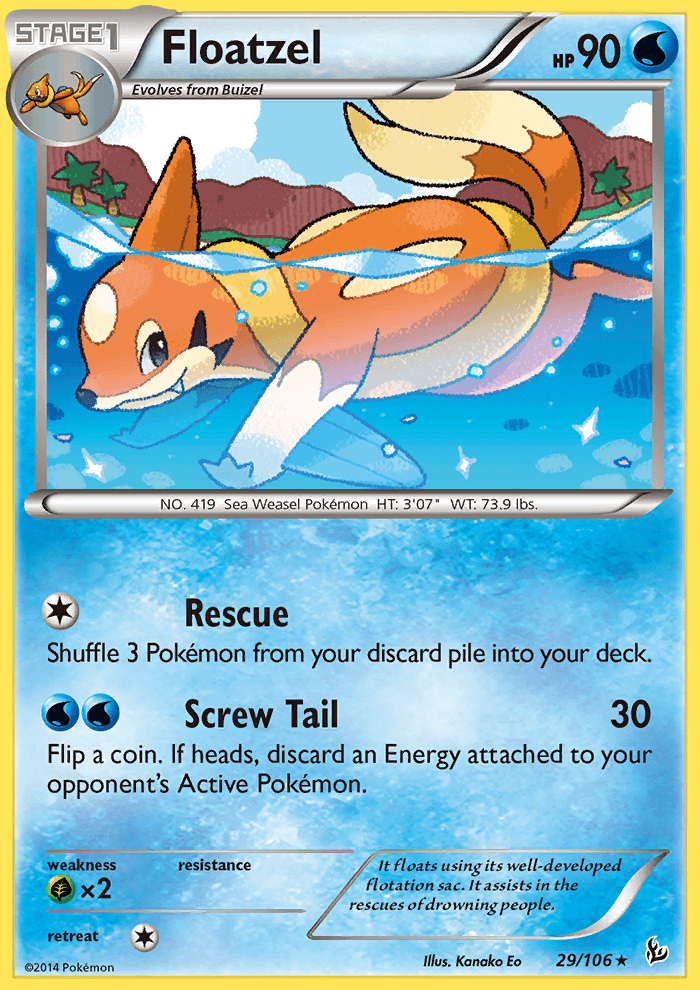 STAGE1
Floatzel
HP 90
Evolves from Buizel
NO. 419 Sea Weasel Pokémon HT: 3'07" WT: 73.9 lbs.
Rescue
Shuffle 3 Pokémon from your discard pile into your deck.
Screw Tail 30
Flip a coin. If heads, discard an Energy attached to your
opponent's Active Pokémon.
weakness resistance
×2
It floats using its well-developed
flotation sac. It assists in the
rescues of drowning people.
retreat
Illus. Kanako Eo 29/106 ★
©2014 Pokémon